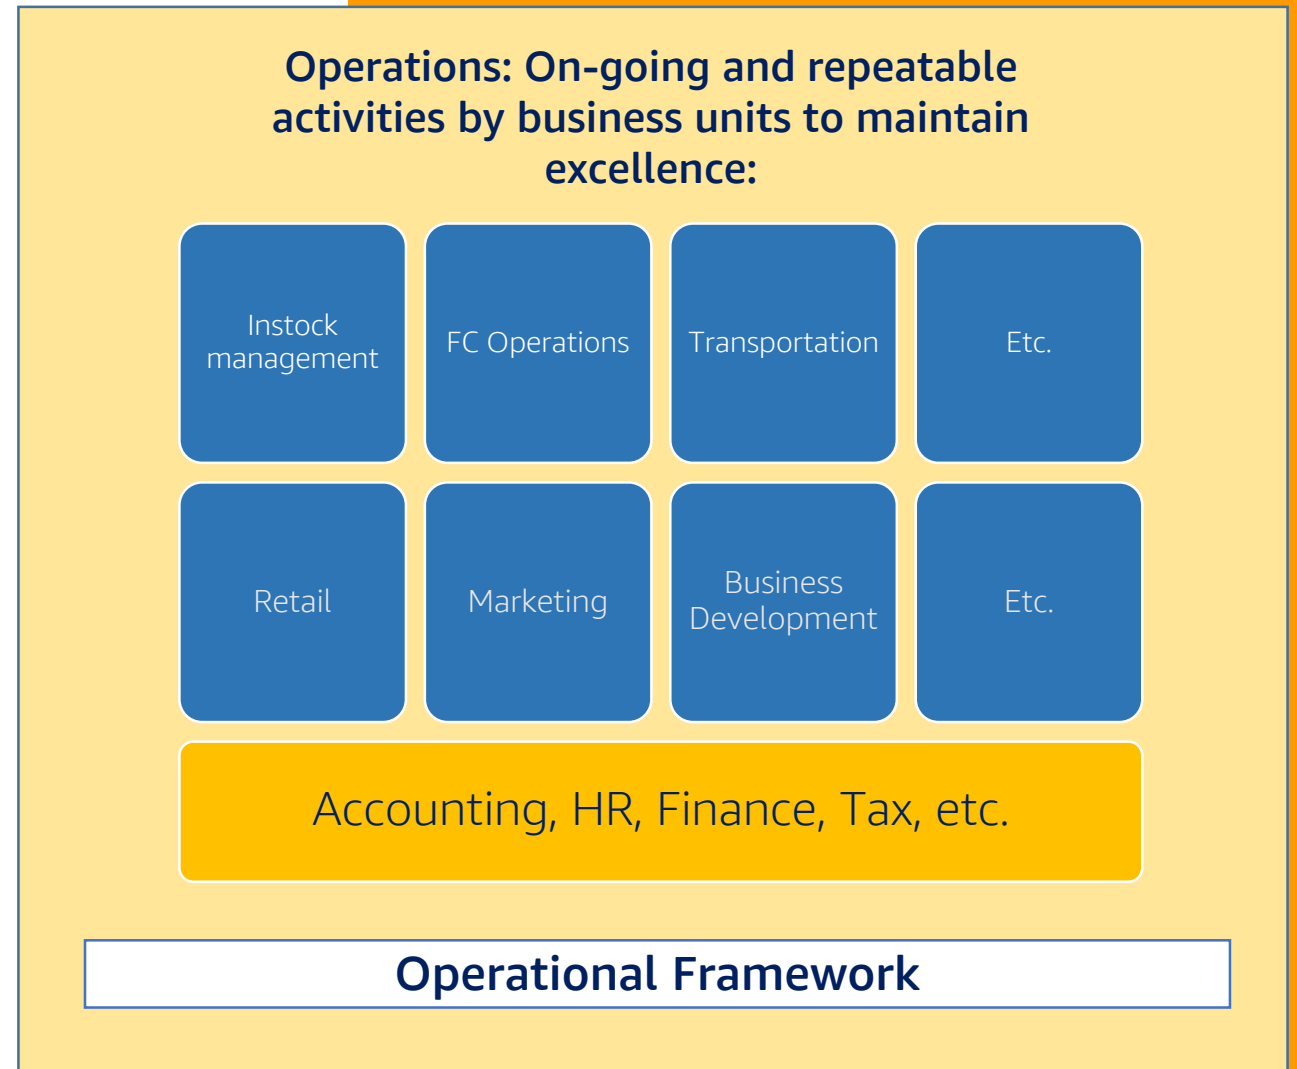 Operations: On-going and repeatable
activities by business units to maintain
excellence:
Instock
management
FC Operations
Transportation
Etc.
Retail
Marketing
Business
Development
Etc.
Accounting, HR, Finance, Tax, etc.
Operational Framework